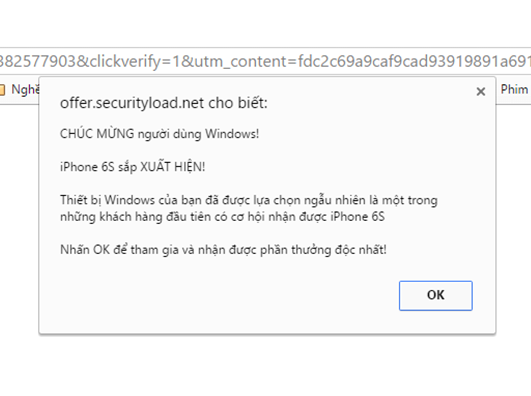 382577903&clickverify=1&utm_content=fdc2c69a9caf9cad93919891a691
Nghề
Phim
offer.securityload.net cho biết:
CHÚC MỪNG người dùng Windows!
iPhone 6S sắp XUẤT HIỆN!
Thiết bị Windows của bạn đã được lựa chọn ngẫu nhiên là một trong
những khách hàng đầu tiên có cơ hội nhận được iPhone 6S
Nhấn OK để tham gia và nhận được phần thưởng độc nhất!
OK